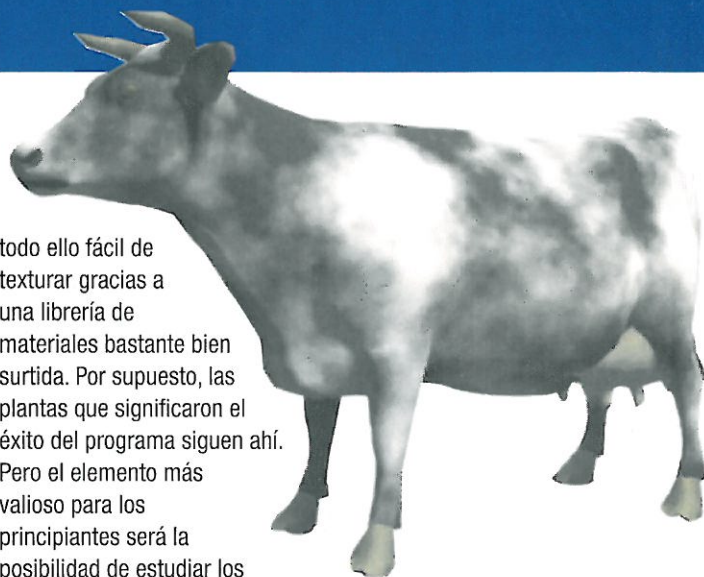 todo ello fácil de
texturar gracias a
una librería de
materiales bastante bien
surtida. Por supuesto, las
plantas que significaron el
éxito del programa siguen ahí.
Pero el elemento más
valioso para los
principiantes será la
posibilidad de estudiar los